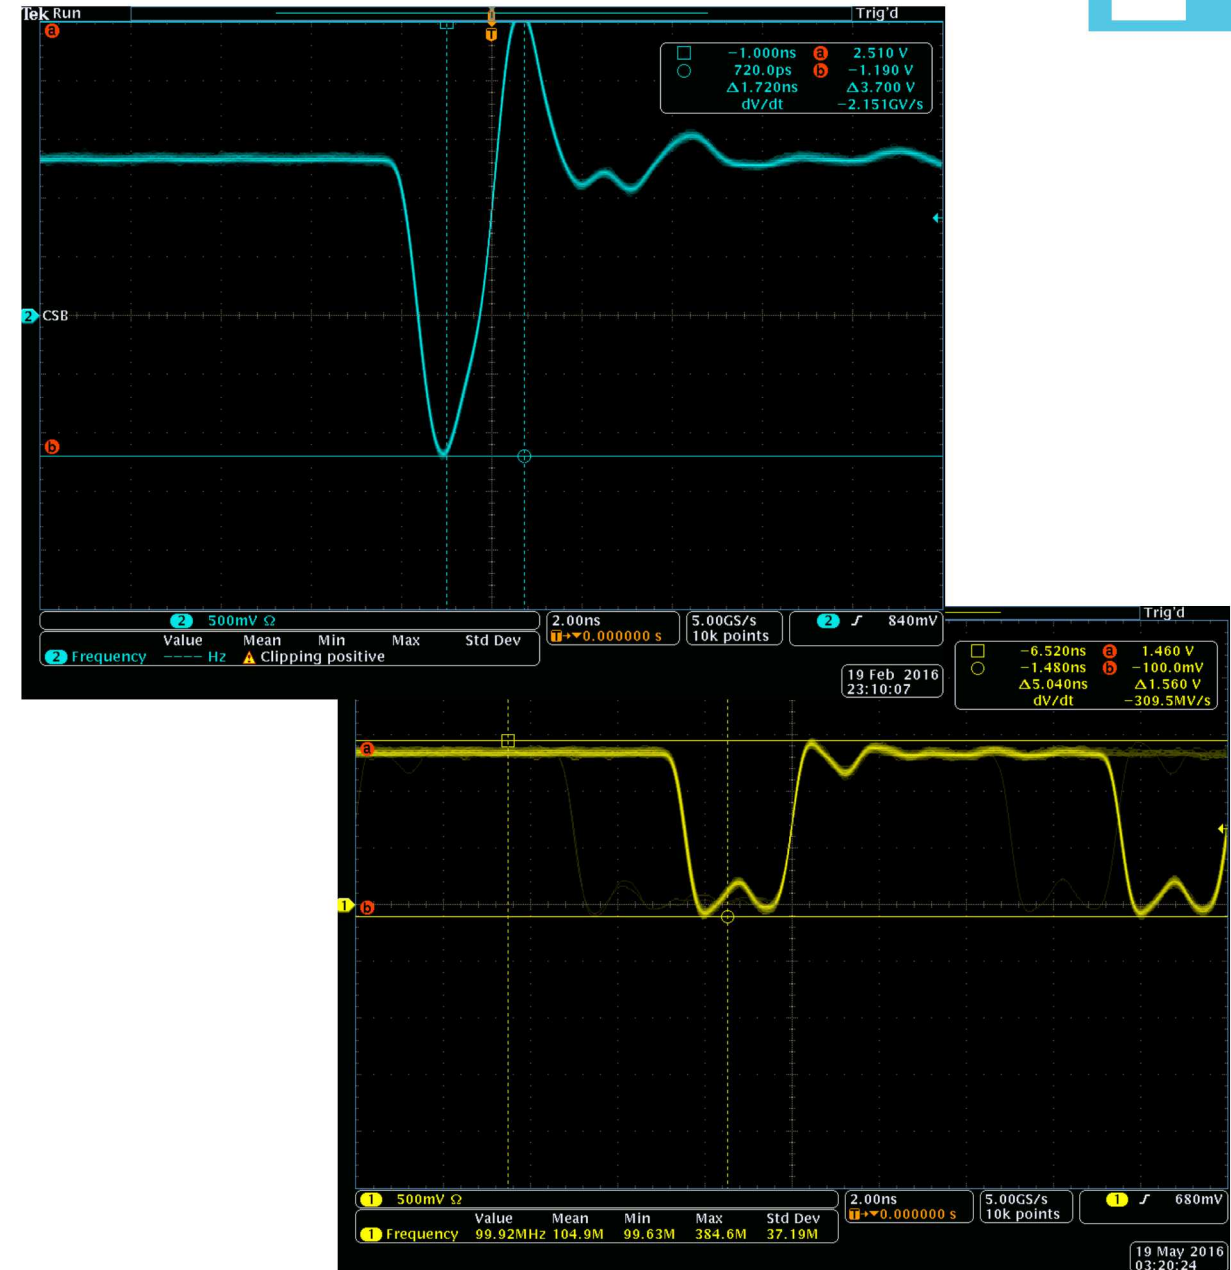 Tek Run
Trig'd
T
T
a
−1.000ns a 2.510 V
720.0ps b −1.190 V
Δ1.720ns Δ3.700 V
dV/dt −2.151GV/s
2 CSB
b
2 500mV Ω
Value Mean Min Max Std Dev
2 Frequency −−−− Hz Clipping positive
2.00ns
T→▼0.000000 s
5.00GS/s
10k points
2 840mV
19 Feb 2016
23:10:07
Trig'd
−6.520ns a 1.460 V
−1.480ns b −100.0mV
Δ5.040ns Δ1.560 V
dV/dt −309.5MV/s
a
1 b
1 500mV Ω
Value Mean Min Max Std Dev
1 Frequency 99.92MHz 104.9M 99.63M 384.6M 37.19M
2.00ns
T→▼0.000000 s
5.00GS/s
10k points
1 680mV
19 May 2016
03:20:24